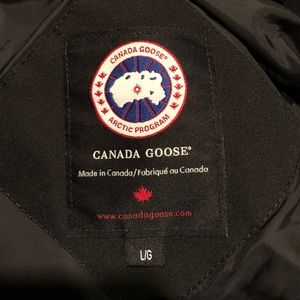 CANADA GOOSE®
ARCTIC PROGRAM
CANADA GOOSE®
Made in Canada/Fabriqué au Canada
www.canadagoose.com
L/G